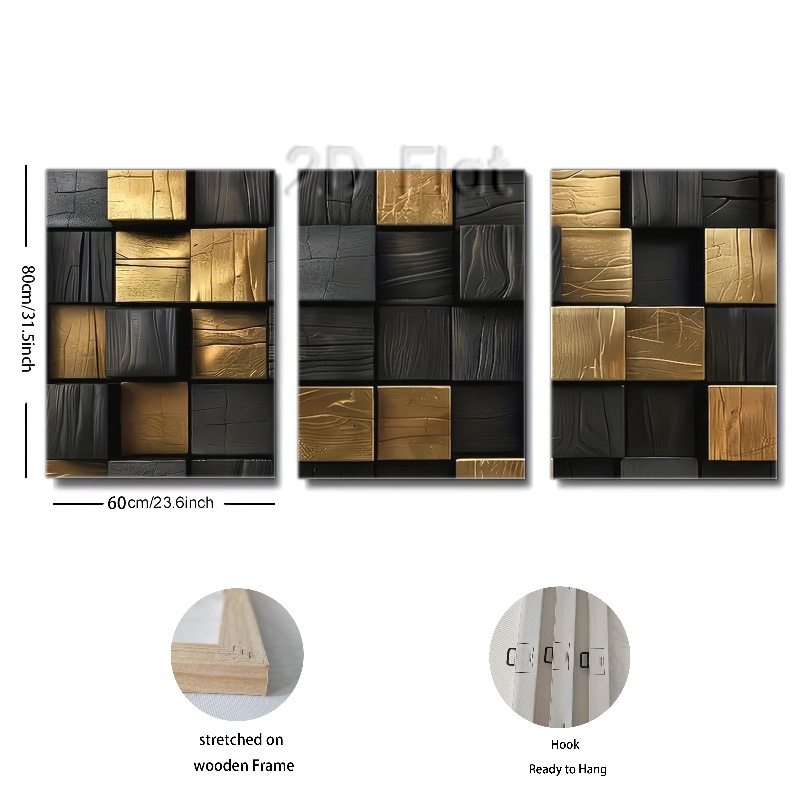 2D Flat
80cm/31.5inch
60cm/23.6inch
stretched on
wooden Frame
Hook
Ready to Hang